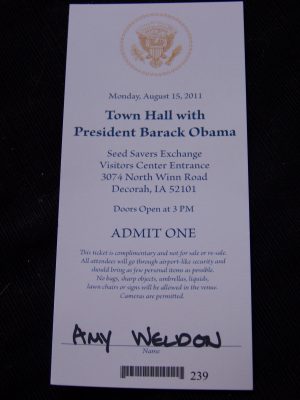 Monday, August 15, 2011
Town Hall with
President Barack Obama
Seed Savers Exchange
Visitors Center Entrance
3074 North Winn Road
Decorah, IA 52101
Doors Open at 3 PM
ADMIT ONE
This ticket is complimentary and not for sale or re-sale.
All attendees will go through airport-like security and
should bring as few personal items as possible.
No bags, sharp objects, umbrellas, liquids,
lawn chairs or signs will be allowed in the venue.
Cameras are permitted.
AMY WELDON
Name
239